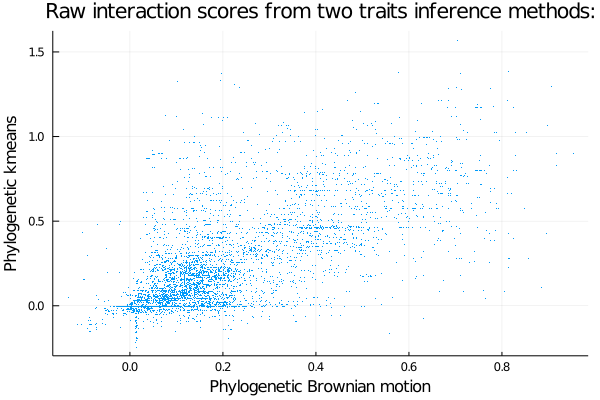 Raw interaction scores from two traits inference methods:
1.5
1.0
0.5
0.0
Phylogenetic kmeans
0.0 0.2 0.4 0.6 0.8
Phylogenetic Brownian motion